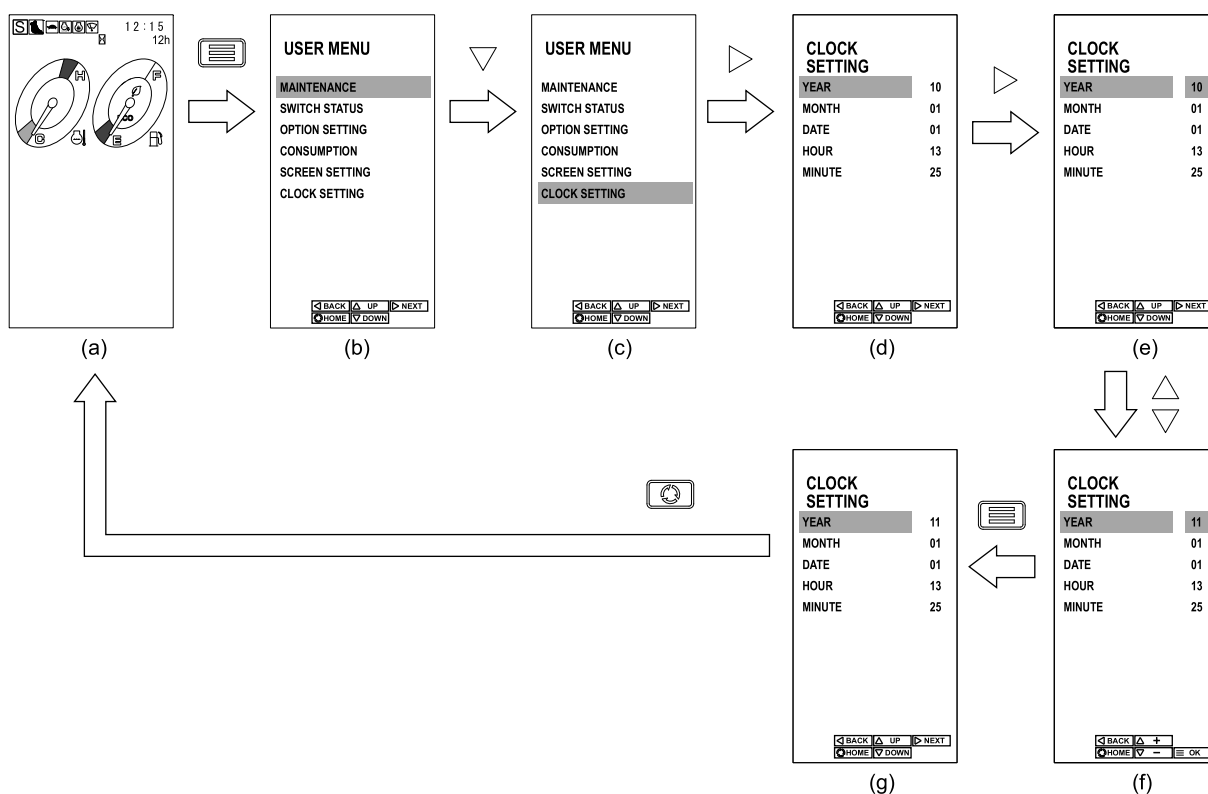 S 12:15
12h
H F
eco
C E
(a)
USER MENU
MAINTENANCE
SWITCH STATUS
OPTION SETTING
CONSUMPTION
SCREEN SETTING
CLOCK SETTING
BACK UP NEXT
HOME DOWN
(b)
USER MENU
MAINTENANCE
SWITCH STATUS
OPTION SETTING
CONSUMPTION
SCREEN SETTING
CLOCK SETTING
BACK UP NEXT
HOME DOWN
(c)
CLOCK
SETTING
YEAR 10
MONTH 01
DATE 01
HOUR 13
MINUTE 25
BACK UP NEXT
HOME DOWN
(d)
CLOCK
SETTING
YEAR 10
MONTH 01
DATE 01
HOUR 13
MINUTE 25
BACK UP NEXT
HOME DOWN
(e)
CLOCK
SETTING
YEAR 11
MONTH 01
DATE 01
HOUR 13
MINUTE 25
BACK UP NEXT
HOME DOWN
(g)
CLOCK
SETTING
YEAR 11
MONTH 01
DATE 01
HOUR 13
MINUTE 25
BACK +
HOME − OK
(f)